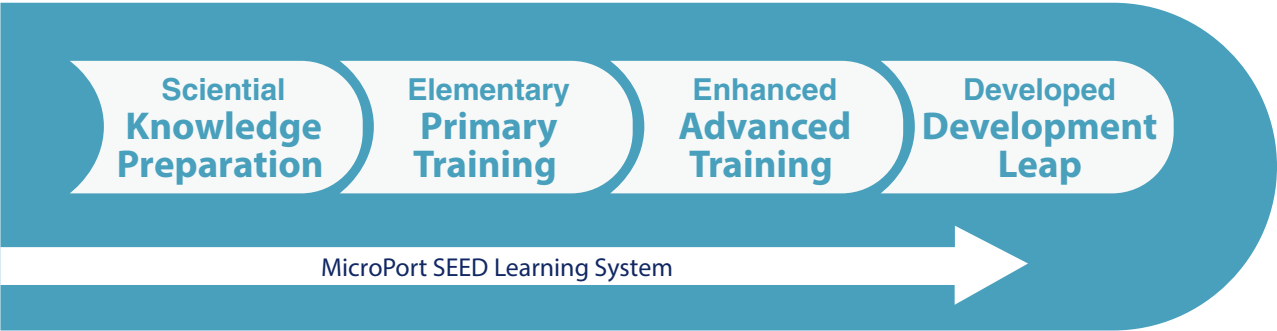 Sciential
Knowledge
Preparation
Elementary
Primary
Training
Enhanced
Advanced
Training
Developed
Development
Leap
MicroPort SEED Learning System